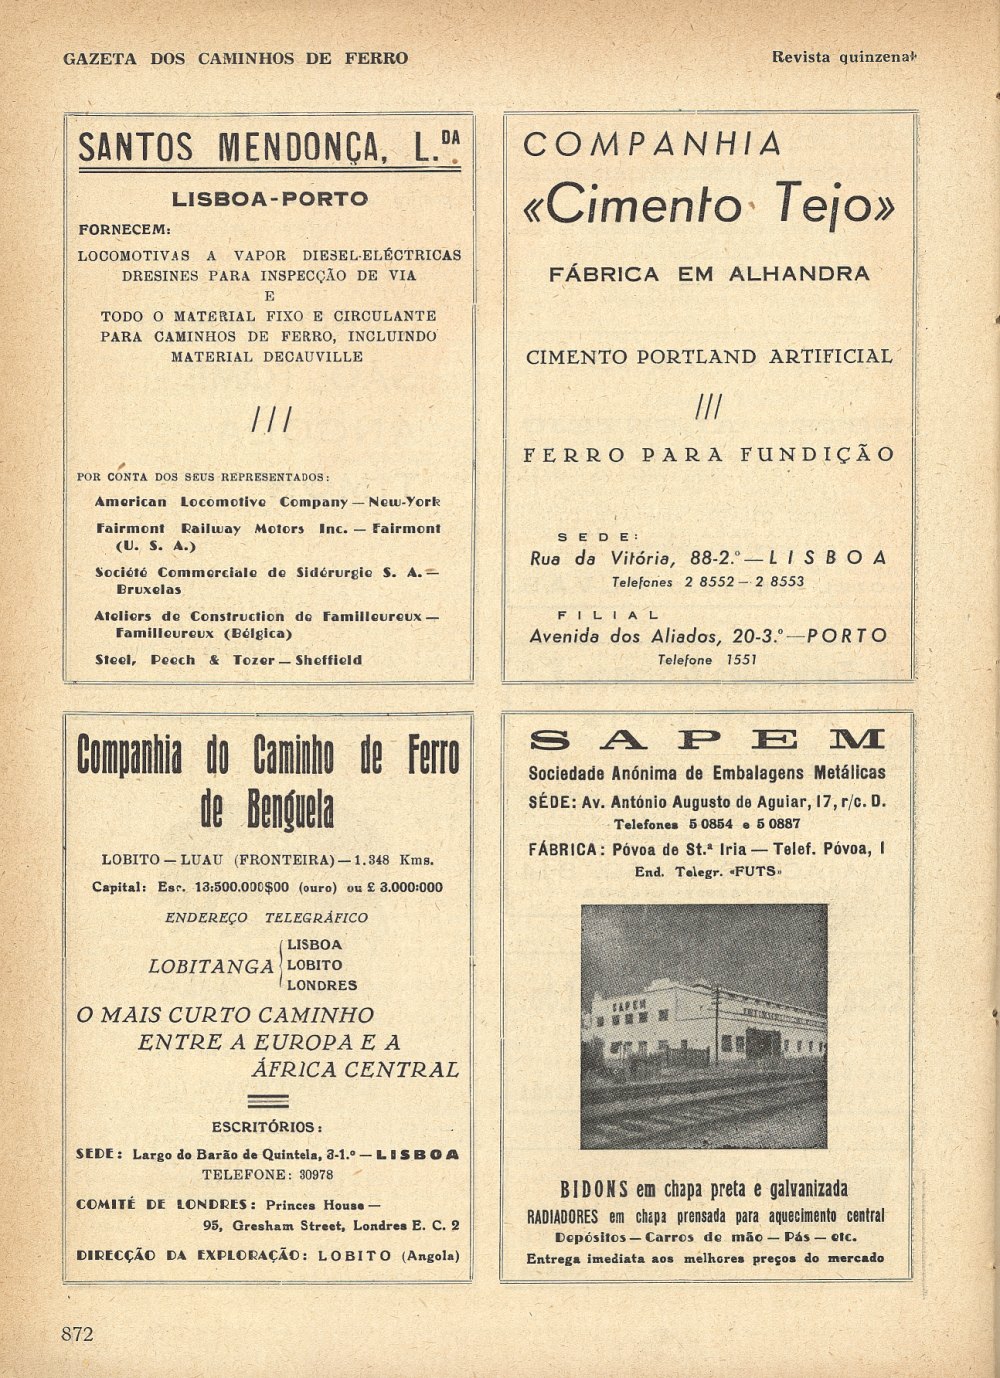 GAZETA DOS CAMINHOS DE FERRO
Revista quinzenal
SANTOS MENDONÇA, L.DA
LISBOA-PORTO
FORNECEM:
LOCOMOTIVAS A VAPOR DIESEL-ELÉCTRICAS
DRESINES PARA INSPECÇÃO DE VIA
E
TODO O MATERIAL FIXO E CIRCULANTE
PARA CAMINHOS DE FERRO, INCLUINDO
MATERIAL DECAUVILLE
///
POR CONTA DOS SEUS REPRESENTADOS:
American Locomotive Company — New-York
Fairmont Railway Motors Inc. — Fairmont
(U. S. A.)
Société Commerciale de Sidérurgie S. A. —
Bruxelas
Ateliers de Construction de Familleureux —
Familleureux (Bélgica)
Steel, Peech & Tozer — Sheffield
COMPANHIA
«Cimento Tejo»
FÁBRICA EM ALHANDRA
CIMENTO PORTLAND ARTIFICIAL
///
FERRO PARA FUNDIÇÃO
SEDE:
Rua da Vitória, 88-2.º — LISBOA
Telefones 2 8552 — 2 8553
FILIAL
Avenida dos Aliados, 20-3.º — PORTO
Telefone 1551
Companhia do Caminho de Ferro
de Benguela
LOBITO — LUAU (FRONTEIRA) — 1.348 Kms.
Capital: Esc. 13:500.000$00 (ouro) ou £ 3.000:000
ENDEREÇO TELEGRÁFICO
LOBITANGA
LISBOA
LOBITO
LONDRES
O MAIS CURTO CAMINHO
ENTRE A EUROPA E A
ÁFRICA CENTRAL
ESCRITÓRIOS:
SEDE: Largo do Barão de Quintela, 3-1.º — LISBOA
TELEFONE: 30978
COMITÉ DE LONDRES: Princes House —
95, Gresham Street, Londres E. C. 2
DIRECÇÃO DA EXPLORAÇÃO: LOBITO (Angola)
SAPEM
Sociedade Anónima de Embalagens Metálicas
SÉDE: Av. António Augusto de Aguiar, 17, r/c. D.
Telefones 5 0854 e 5 0887
FÁBRICA: Póvoa de St.ª Iria — Telef. Póvoa, 1
End. Telegr. «FUTS»
SAPEM
BIDONS em chapa preta e galvanizada
RADIADORES em chapa prensada para aquecimento central
Depósitos — Carros de mão — Pás — etc.
Entrega imediata aos melhores preços do mercado
872